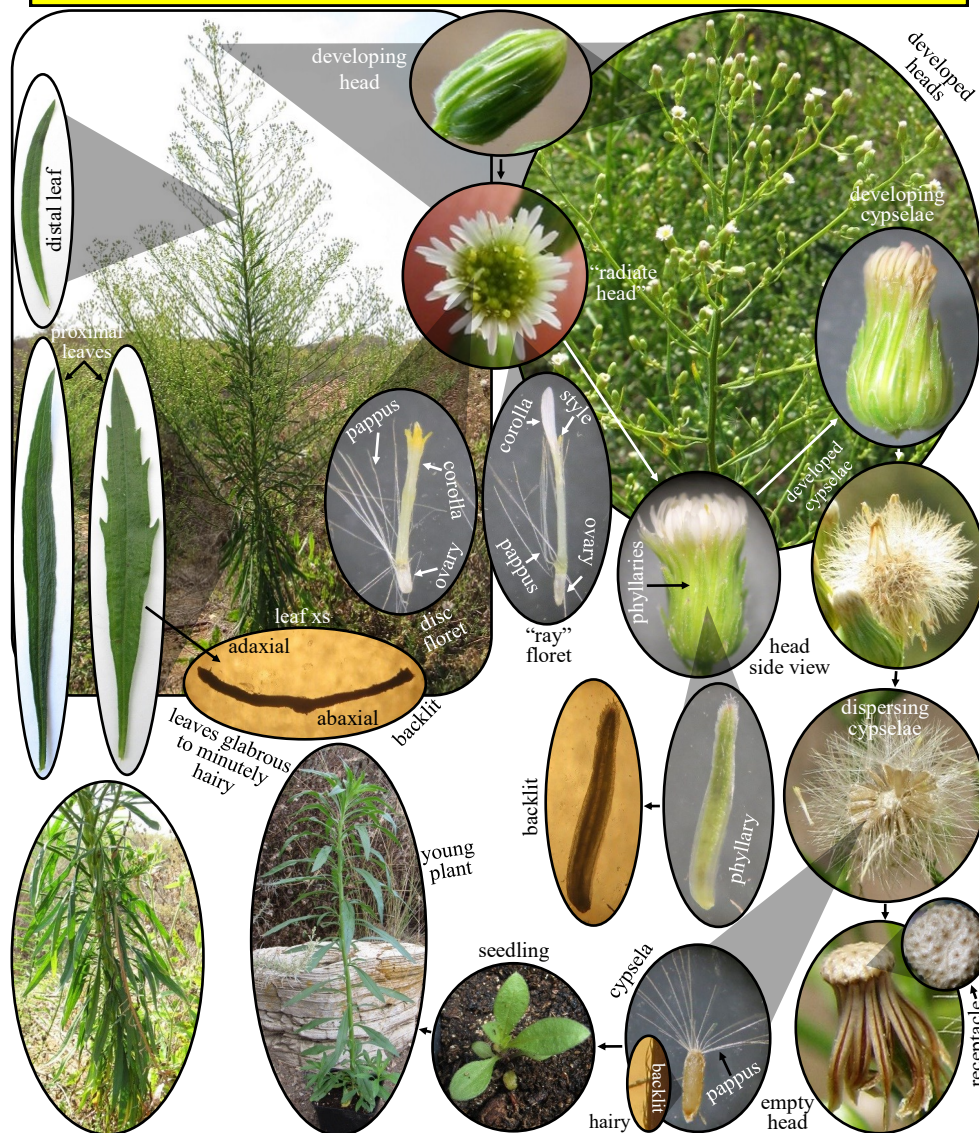 developing
head
developed
heads
distal leaf
developing
cypselae
"radiate
head"
proximal
leaves
pappus
corolla
ovary
disc
floret
corolla
style
pappus
ovary
"ray"
floret
developed
cypselae
phyllaries
head
side view
leaf xs
adaxial
abaxial
backlit
leaves glabrous
to minutely
hairy
dispersing
cypselae
backlit
phyllary
young
plant
seedling
cypsela
pappus
backlit
hairy
empty
head
receptacle